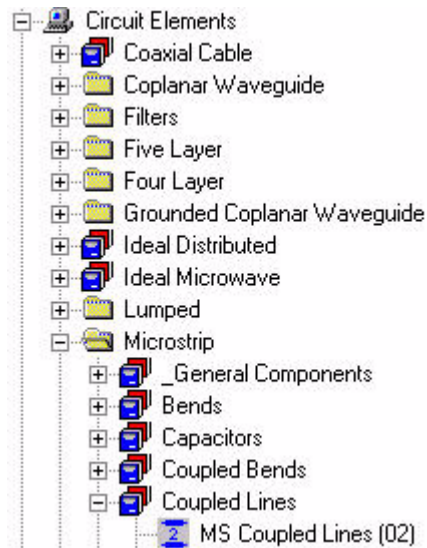 Circuit Elements
Coaxial Cable
Coplanar Waveguide
Filters
Five Layer
Four Layer
Grounded Coplanar Waveguide
Ideal Distributed
Ideal Microwave
Lumped
Microstrip
_General Components
Bends
Capacitors
Coupled Bends
Coupled Lines
2 MS Coupled Lines (02)